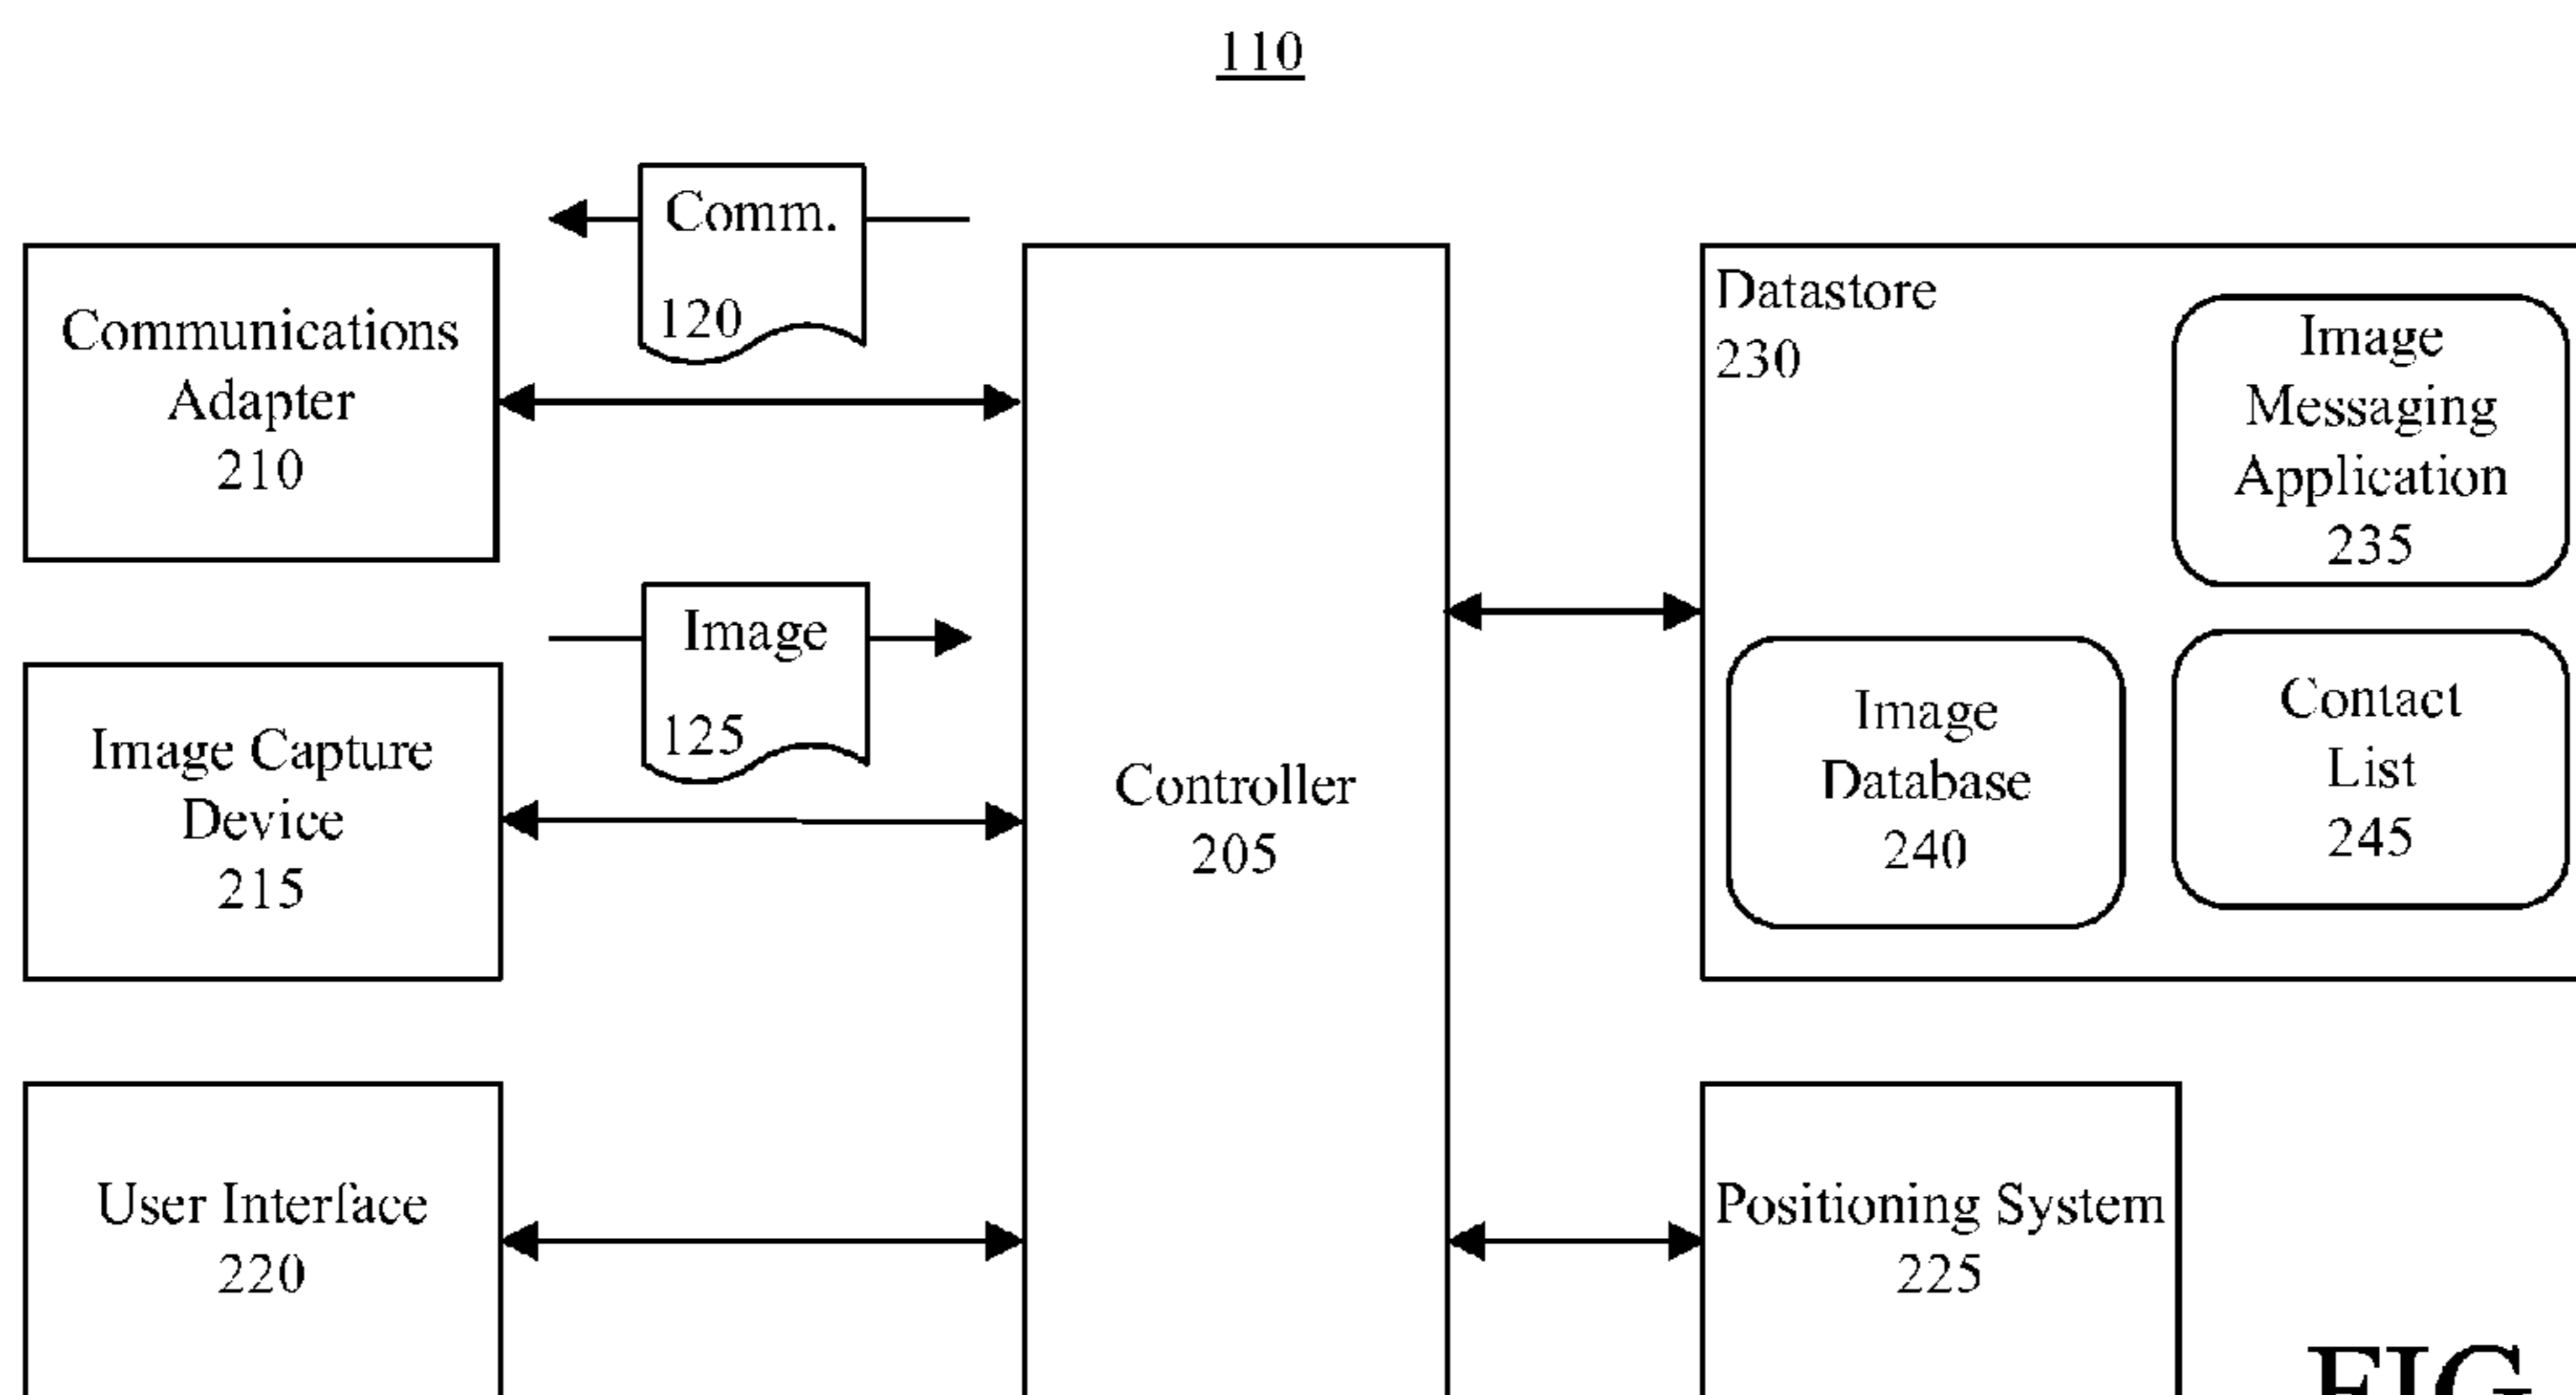 110
Comm.
120
Communications
Adapter
210
Image
125
Image Capture
Device
215
User Interface
220
Controller
205
Datastore
230
Image
Messaging
Application
235
Image
Database
240
Contact
List
245
Positioning System
225
FIG